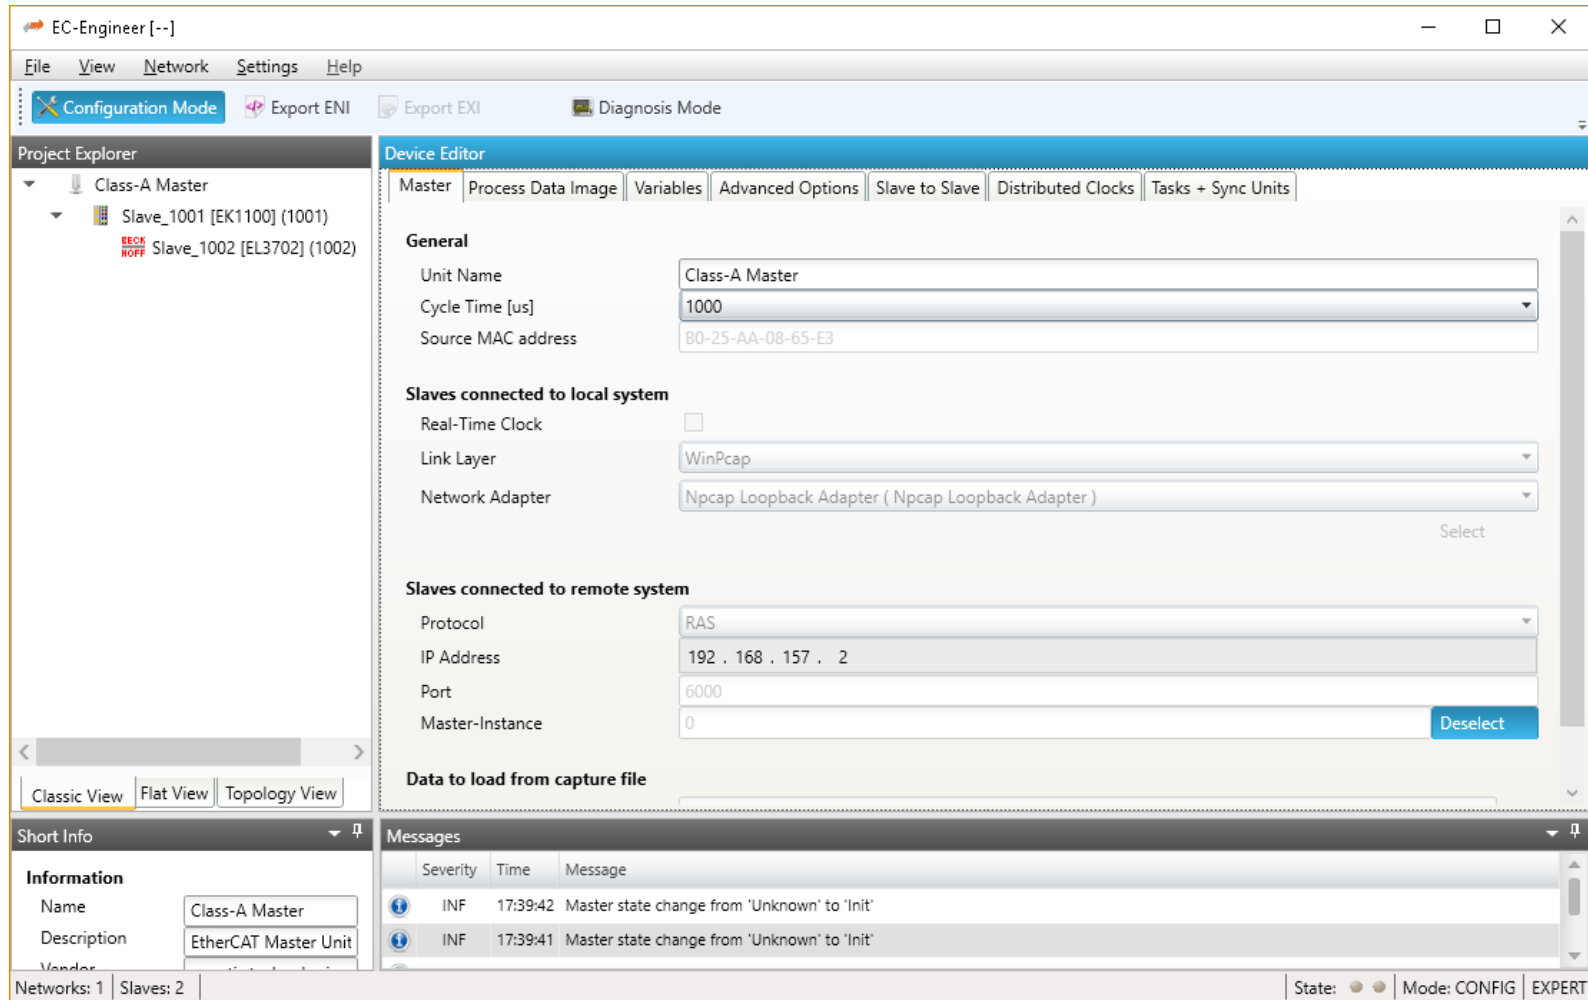 EC-Engineer [--]
File View Network Settings Help
Configuration Mode Export ENI Export EXI Diagnosis Mode
Project Explorer
Class-A Master
Slave_1001 [EK1100] (1001)
BECK
HOFF
Slave_1002 [EL3702] (1002)
Classic View Flat View Topology View
Device Editor
Master Process Data Image Variables Advanced Options Slave to Slave Distributed Clocks Tasks + Sync Units
General
Unit Name Class-A Master
Cycle Time [us] 1000
Source MAC address B0-25-AA-08-65-E3
Slaves connected to local system
Real-Time Clock
Link Layer WinPcap
Network Adapter Npcap Loopback Adapter ( Npcap Loopback Adapter )
Select
Slaves connected to remote system
Protocol RAS
IP Address 192 . 168 . 157 . 2
Port 6000
Master-Instance 0 Deselect
Data to load from capture file
Short Info
Information
Name Class-A Master
Description EtherCAT Master Unit
Vendor
Messages
Severity Time Message
INF 17:39:42 Master state change from 'Unknown' to 'Init'
INF 17:39:41 Master state change from 'Unknown' to 'Init'
Networks: 1 Slaves: 2 State: Mode: CONFIG EXPERT